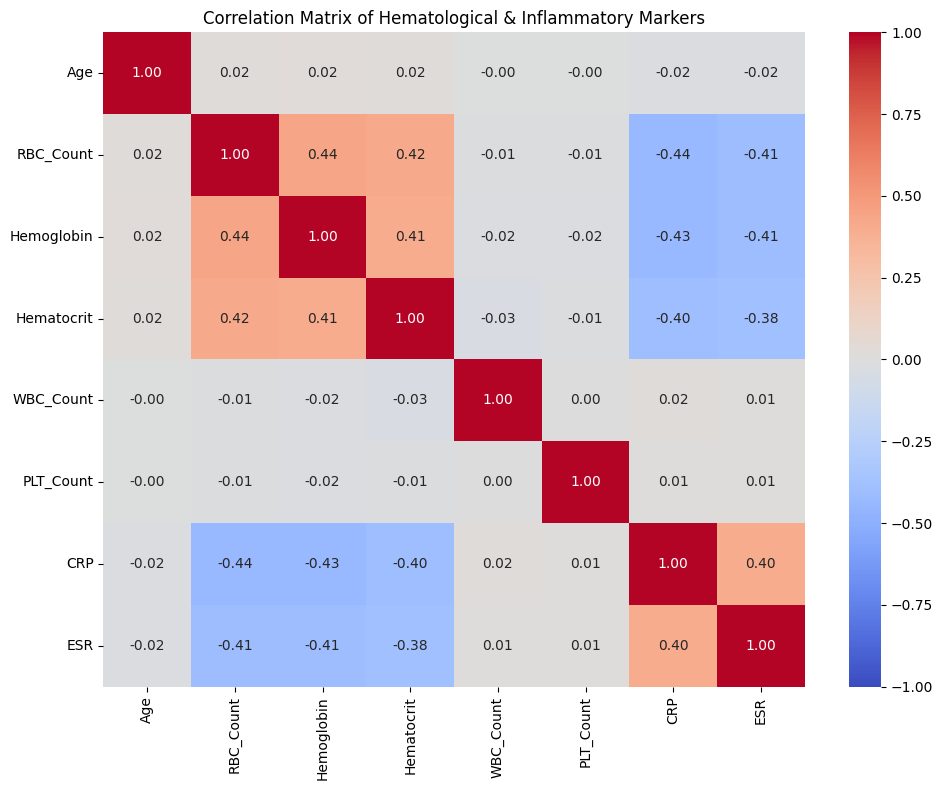 Correlation Matrix of Hematological & Inflammatory Markers
Age 1.00 0.02 0.02 0.02 -0.00 -0.00 -0.02 -0.02
RBC_Count 0.02 1.00 0.44 0.42 -0.01 -0.01 -0.44 -0.41
Hemoglobin 0.02 0.44 1.00 0.41 -0.02 -0.02 -0.43 -0.41
Hematocrit 0.02 0.42 0.41 1.00 -0.03 -0.01 -0.40 -0.38
WBC_Count -0.00 -0.01 -0.02 -0.03 1.00 0.00 0.02 0.01
PLT_Count -0.00 -0.01 -0.02 -0.01 0.00 1.00 0.01 0.01
CRP -0.02 -0.44 -0.43 -0.40 0.02 0.01 1.00 0.40
ESR -0.02 -0.41 -0.41 -0.38 0.01 0.01 0.40 1.00
Age RBC_Count Hemoglobin Hematocrit WBC_Count PLT_Count CRP ESR
1.00
0.75
0.50
0.25
0.00
−0.25
−0.50
−0.75
−1.00